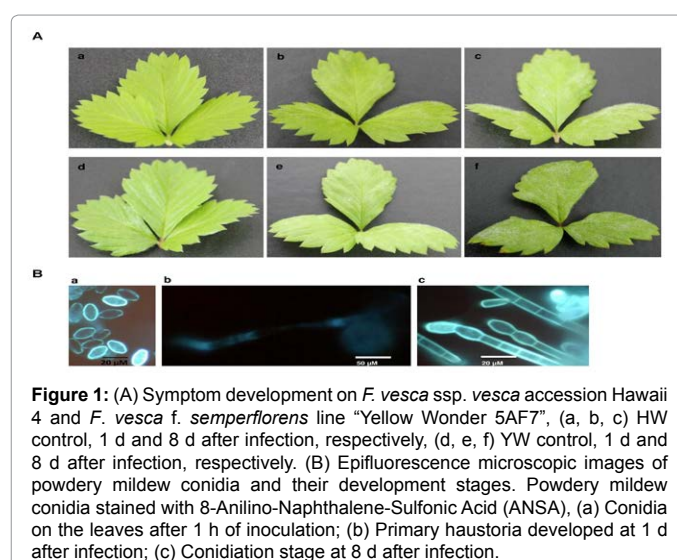 A
a b c
d e f
B
a b c
20 µM 50 µM 20 µM
Figure 1: (A) Symptom development on F. vesca ssp. vesca accession Hawaii
4 and F. vesca f. semperflorens line “Yellow Wonder 5AF7”, (a, b, c) HW
control, 1 d and 8 d after infection, respectively, (d, e, f) YW control, 1 d and
8 d after infection, respectively. (B) Epifluorescence microscopic images of
powdery mildew conidia and their development stages. Powdery mildew
conidia stained with 8-Anilino-Naphthalene-Sulfonic Acid (ANSA), (a) Conidia
on the leaves after 1 h of inoculation; (b) Primary haustoria developed at 1 d
after infection; (c) Conidiation stage at 8 d after infection.